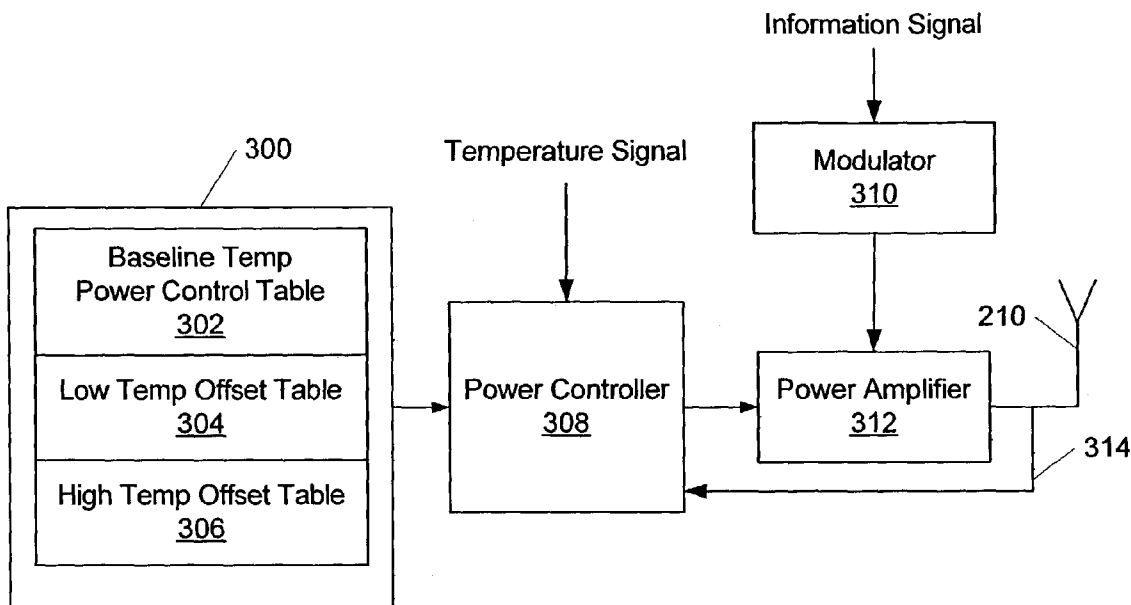 Information Signal
300
Temperature Signal
Modulator
310
Baseline Temp
Power Control Table
302
210
Low Temp Offset Table
304
Power Controller
308
Power Amplifier
312
314
High Temp Offset Table
306